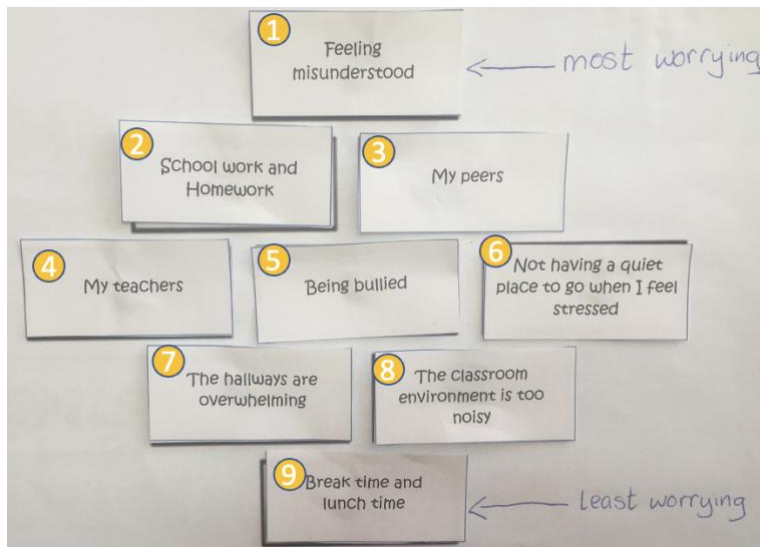 1
Feeling
misunderstood
most worrying
2
School work and
Homework
3
My peers
4
My teachers
5
Being bullied
6
Not having a quiet
place to go when I feel
stressed
7
The hallways are
overwhelming
8
The classroom
environment is too
noisy
9
Break time and
lunch time
least worrying